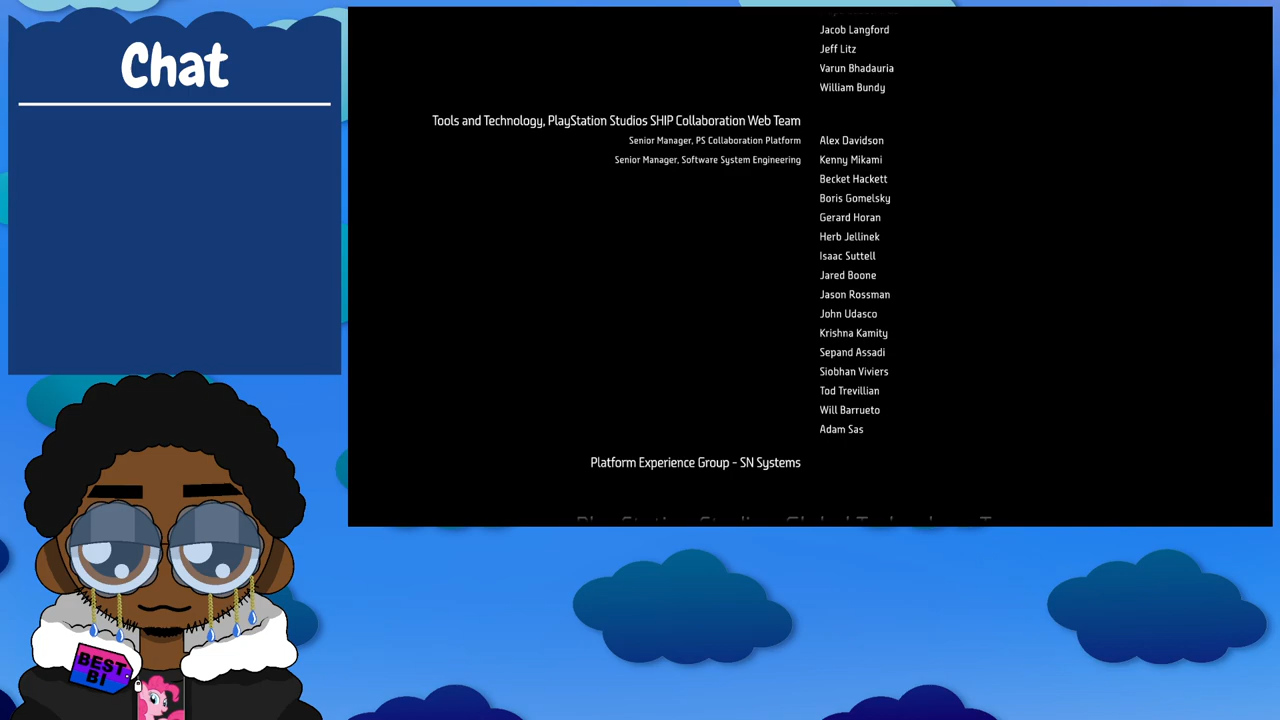 Chat
Jacob Langford
Jeff Litz
Varun Bhadauria
William Bundy
Tools and Technology, PlayStation Studios SHIP Collaboration Web Team
Senior Manager, PS Collaboration Platform Alex Davidson
Senior Manager, Software System Engineering Kenny Mikami
Becket Hackett
Boris Gomelsky
Gerard Horan
Herb Jellinek
Isaac Suttell
Jared Boone
Jason Rossman
John Udasco
Krishna Kamity
Sepand Assadi
Siobhan Viviers
Tod Trevillian
Will Barrueto
Adam Sas
Platform Experience Group - SN Systems
PlayStation Studios Global
BEST
BI